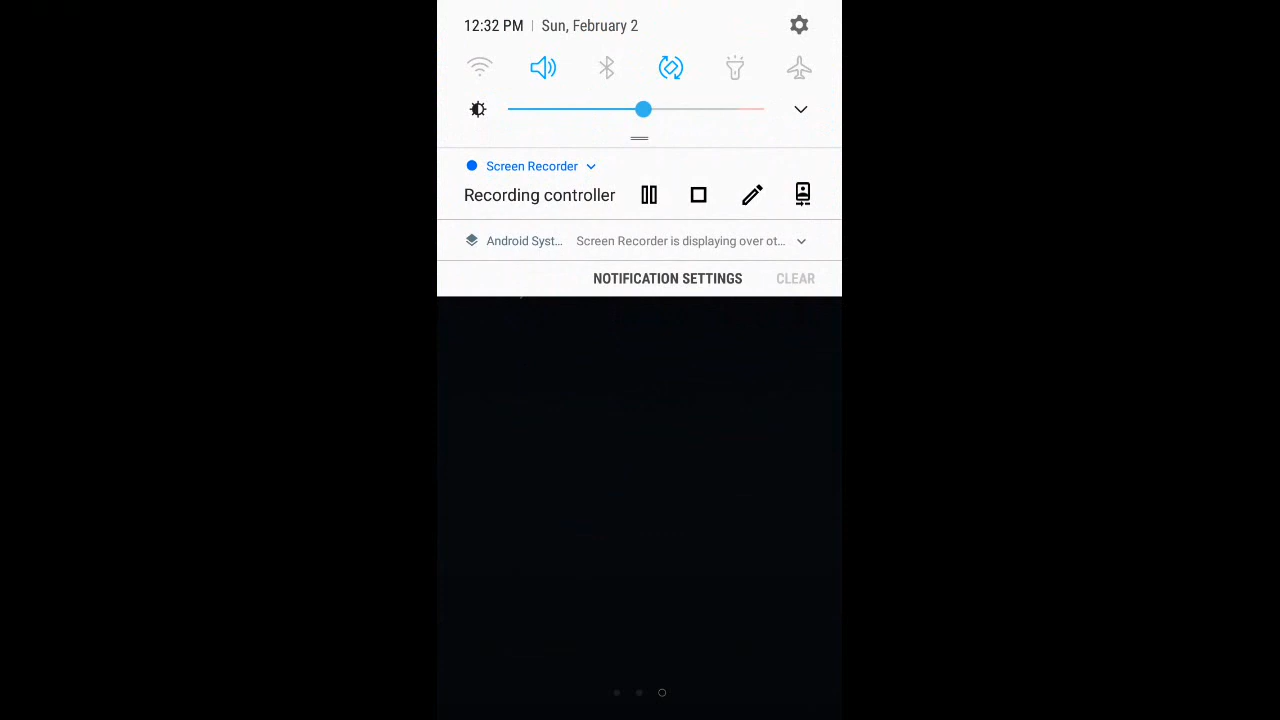 12:32 PM | Sun, February 2
Screen Recorder
Recording controller
Android Syst... Screen Recorder is displaying over ot...
NOTIFICATION SETTINGS CLEAR